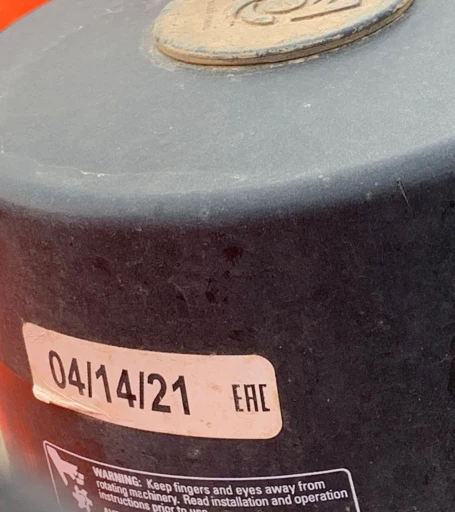 04/14/21 EAC
WARNING: Keep fingers and eyes away from
rotating machinery. Read installation and operation
instructions prior to use.